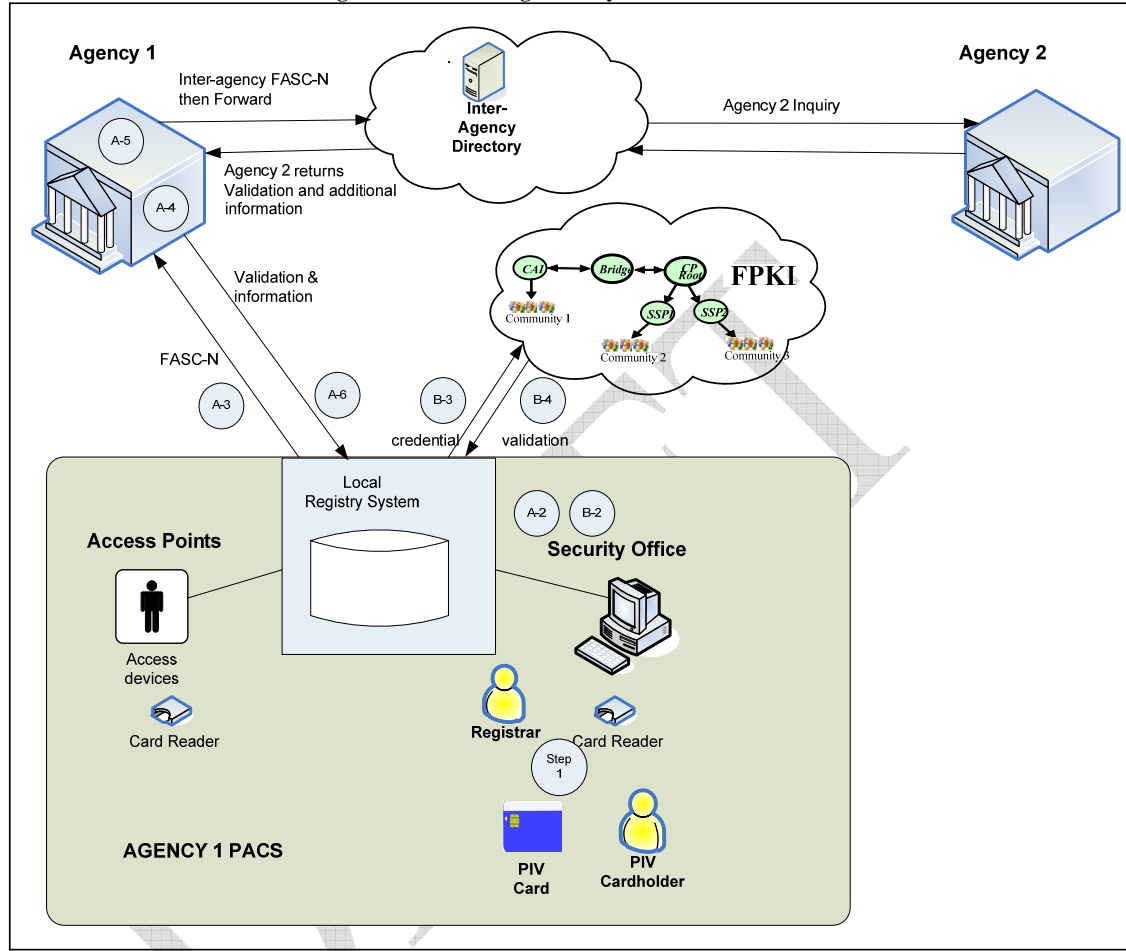 Agency 1
Agency 2
Inter-agency FASC-N
then Forward
Inter-
Agency
Directory
Agency 2 Inquiry
A-5
Agency 2 returns
Validation and additional
information
A-4
Validation &
information
CAI
Bridge
CP
Root
FPKI
SSP1
SSP2
Community 1
Community 2
Community 3
FASC-N
A-3
A-6
B-3
B-4
credential
validation
Local
Registry System
A-2
B-2
Access Points
Security Office
Access
devices
Card Reader
Registrar
Card Reader
Step
1
AGENCY 1 PACS
PIV
Card
PIV
Cardholder